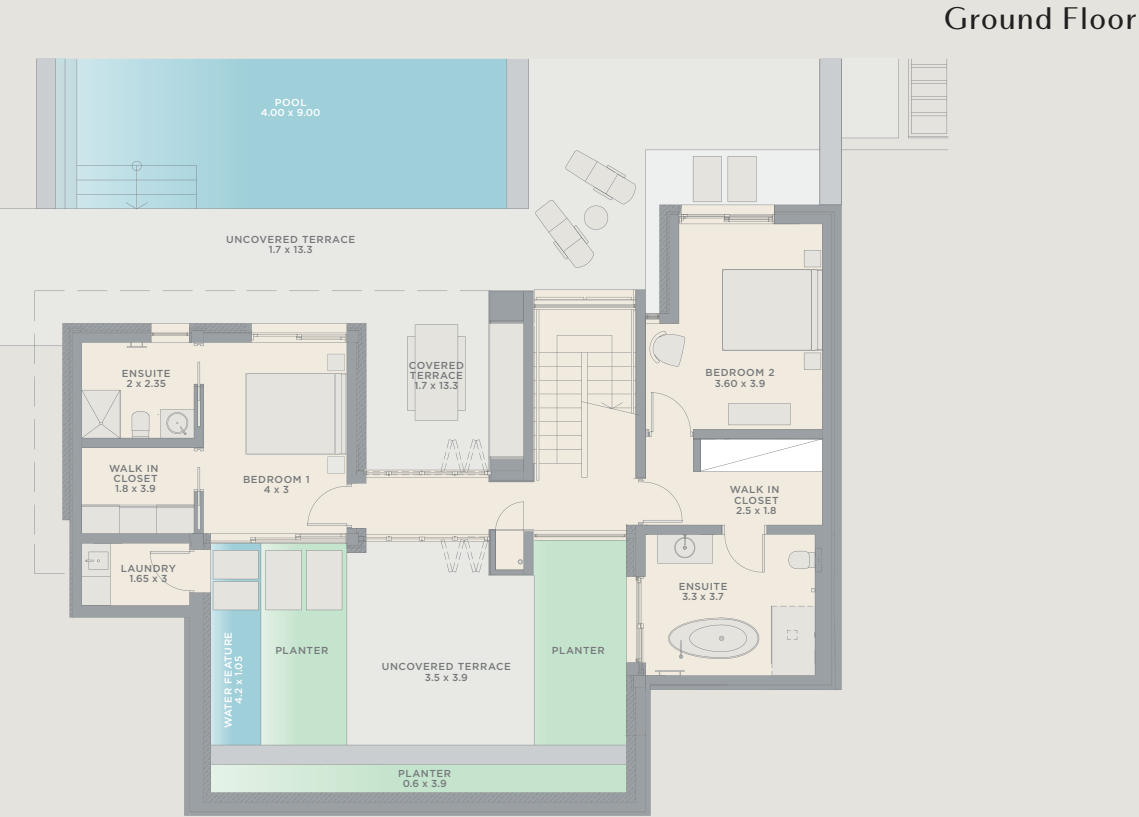 Ground Floor
POOL
4.00 x 9.00
UNCOVERED TERRACE
1.7 x 13.3
ENSUITE
2 x 2.35
COVERED
TERRACE
1.7 x 13.3
BEDROOM 2
3.60 x 3.9
WALK IN
CLOSET
1.8 x 3.9
BEDROOM 1
4 x 3
WALK IN
CLOSET
2.5 x 1.8
LAUNDRY
1.65 x 3
ENSUITE
3.3 x 3.7
WATER FEATURE
4.2 x 1.05
PLANTER
UNCOVERED TERRACE
3.5 x 3.9
PLANTER
PLANTER
0.6 x 3.9